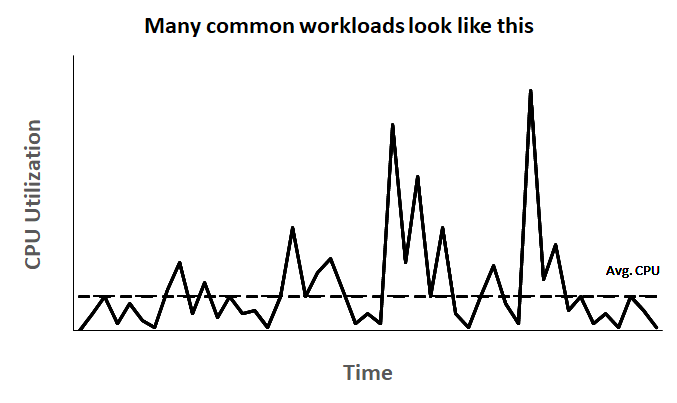 Many common workloads look like this
CPU Utilization
Avg. CPU
Time